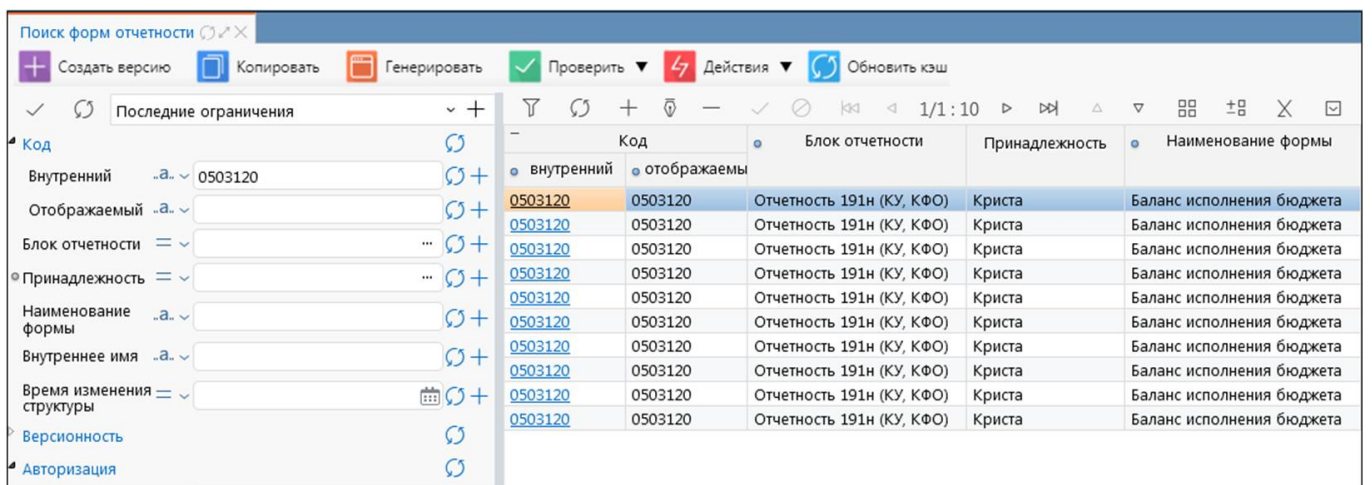 Поиск форм отчетности
Создать версию Копировать Генерировать Проверить Действия Обновить кэш
Последние ограничения 1/1 : 10
Код
Внутренний ..a.. 0503120
Отображаемый ..a..
Блок отчетности =
Принадлежность =
Наименование формы ..a..
Внутреннее имя ..a..
Время изменения структуры =
Версионность
Авторизация
Код Блок отчетности Принадлежность Наименование формы
внутренний отображаемы
0503120 0503120 Отчетность 191н (КУ, КФО) Криста Баланс исполнения бюджета
0503120 0503120 Отчетность 191н (КУ, КФО) Криста Баланс исполнения бюджета
0503120 0503120 Отчетность 191н (КУ, КФО) Криста Баланс исполнения бюджета
0503120 0503120 Отчетность 191н (КУ, КФО) Криста Баланс исполнения бюджета
0503120 0503120 Отчетность 191н (КУ, КФО) Криста Баланс исполнения бюджета
0503120 0503120 Отчетность 191н (КУ, КФО) Криста Баланс исполнения бюджета
0503120 0503120 Отчетность 191н (КУ, КФО) Криста Баланс исполнения бюджета
0503120 0503120 Отчетность 191н (КУ, КФО) Криста Баланс исполнения бюджета
0503120 0503120 Отчетность 191н (КУ, КФО) Криста Баланс исполнения бюджета
0503120 0503120 Отчетность 191н (КУ, КФО) Криста Баланс исполнения бюджета